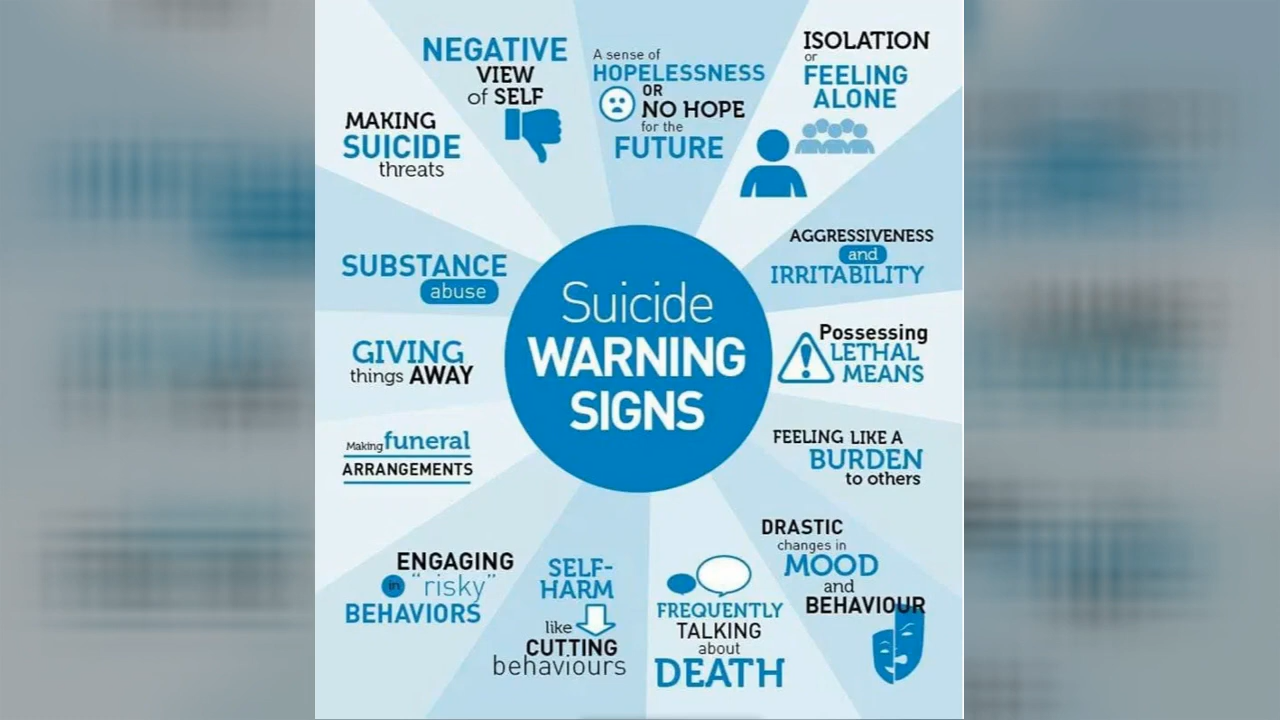 Suicide
WARNING
SIGNS
NEGATIVE
VIEW
of SELF
A sense of
HOPELESSNESS
OR
NO HOPE
for the
FUTURE
ISOLATION
or
FEELING
ALONE
AGGRESSIVENESS
and
IRRITABILITY
Possessing
LETHAL
MEANS
FEELING LIKE A
BURDEN
to others
DRASTIC
changes in
MOOD
and
BEHAVIOUR
FREQUENTLY
TALKING
about
DEATH
SELF-
HARM
like
CUTTING
behaviours
ENGAGING
in "risky"
BEHAVIORS
Making funeral
ARRANGEMENTS
GIVING
things AWAY
SUBSTANCE
abuse
MAKING
SUICIDE
threats